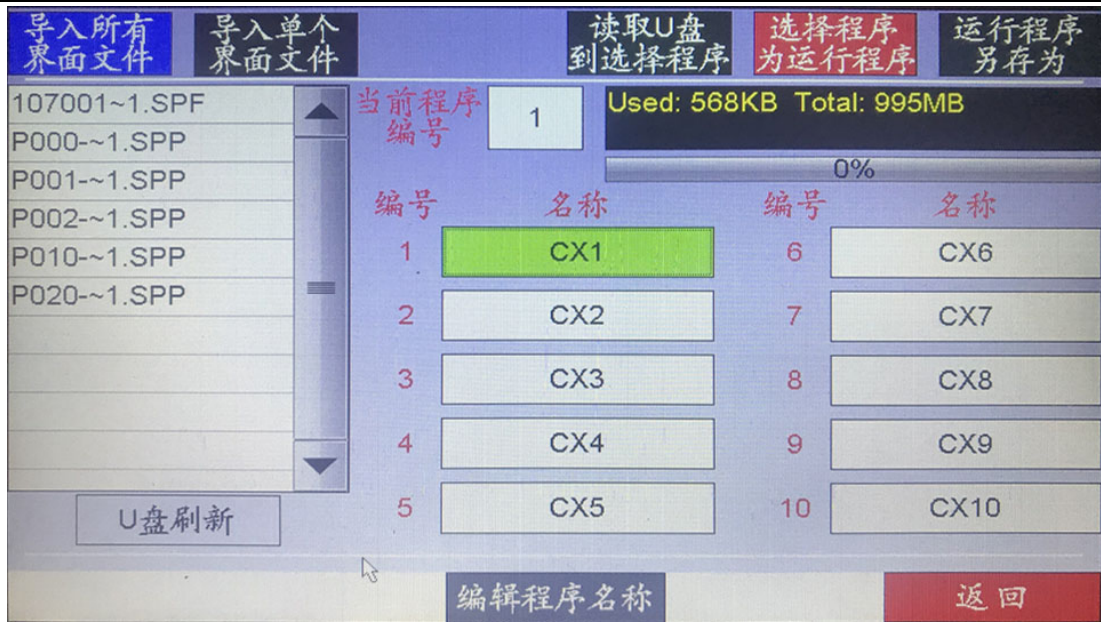 导入所有
界面文件
导入单个
界面文件
读取U盘
到选择程序
选择程序
为运行程序
运行程序
另存为
107001~1.SPF
P000-~1.SPP
P001-~1.SPP
P002-~1.SPP
P010-~1.SPP
P020-~1.SPP
U盘刷新
当前程序
编号
1
Used: 568KB Total: 995MB
0%
编号 名称 编号 名称
1 CX1 6 CX6
2 CX2 7 CX7
3 CX3 8 CX8
4 CX4 9 CX9
5 CX5 10 CX10
编辑程序名称
返回